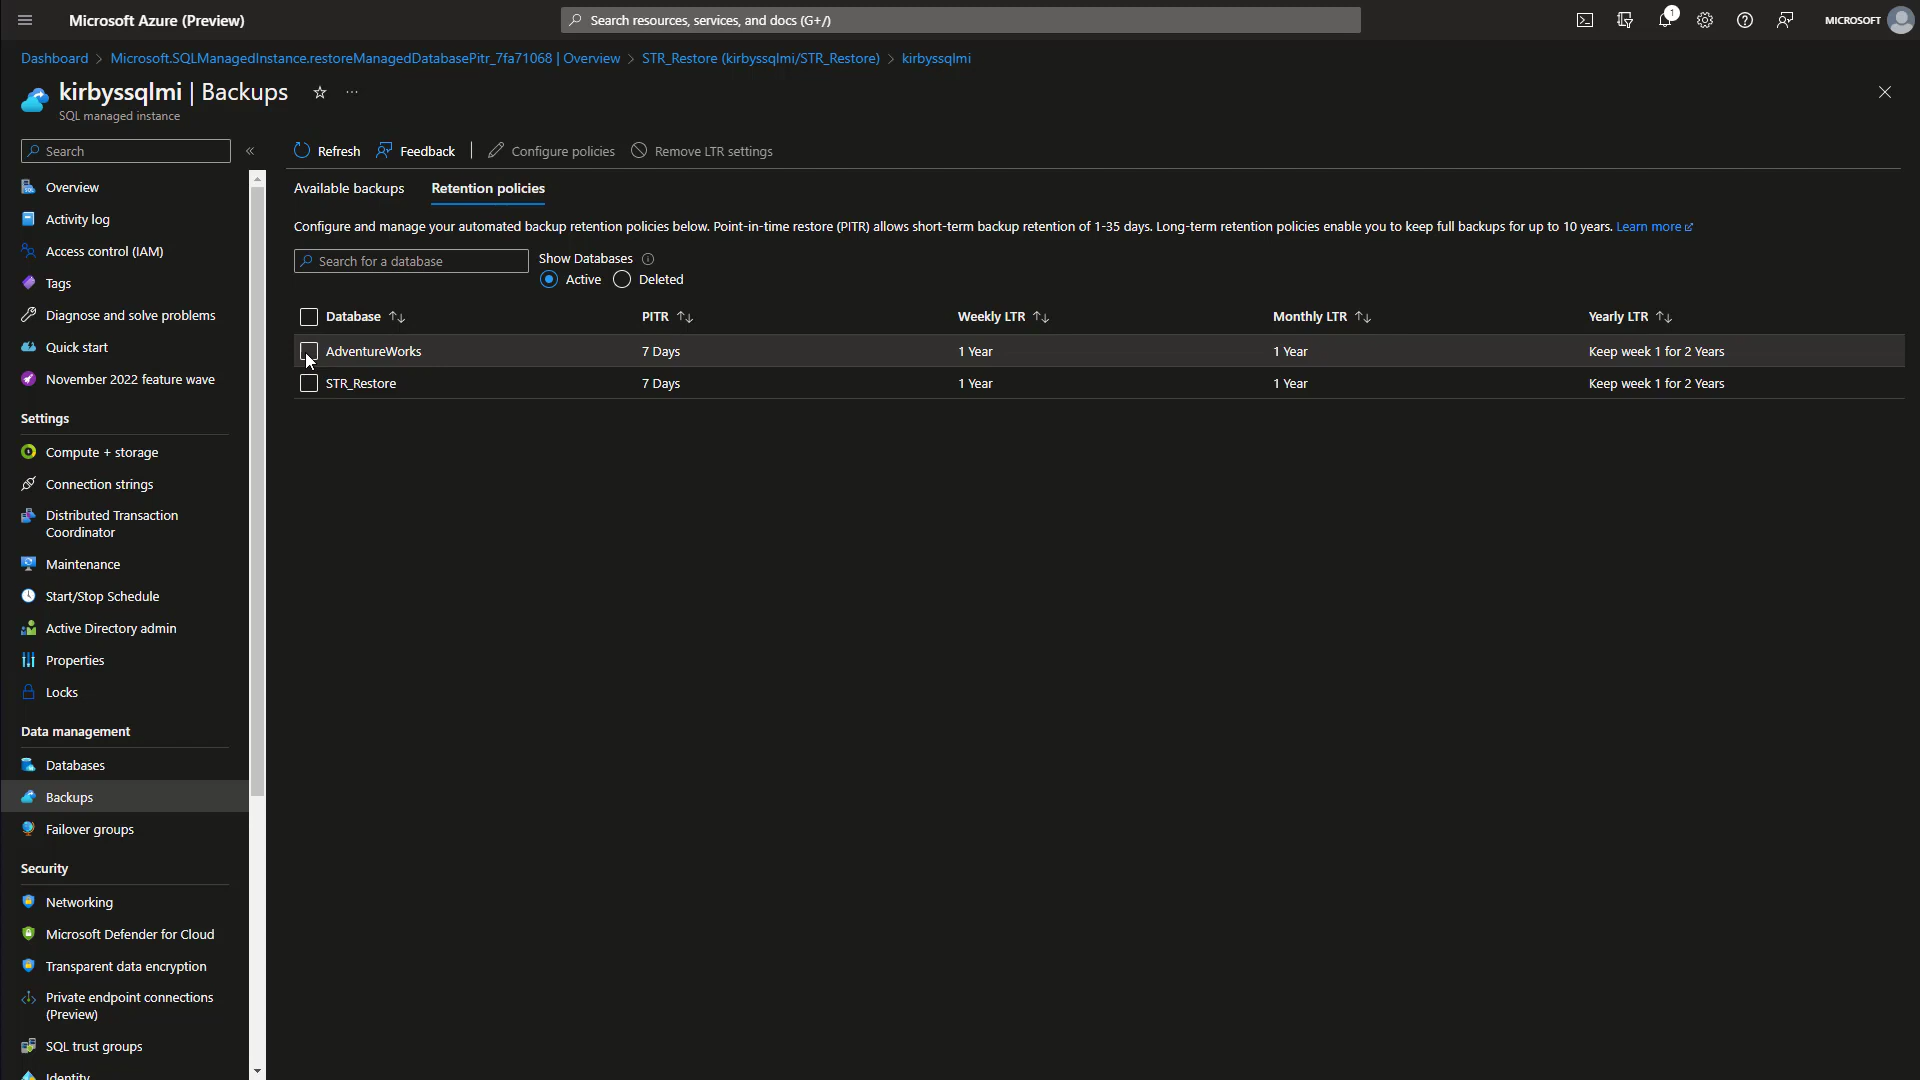 Microsoft Azure (Preview)
Search resources, services, and docs (G+/)
1
MICROSOFT
Dashboard > Microsoft.SQLManagedInstance.restoreManagedDatabasePitr_7fa71068 | Overview > STR_Restore (kirbyssqlmi/STR_Restore) > kirbyssqlmi
kirbyssqlmi | Backups
SQL managed instance
Search
Overview
Activity log
Access control (IAM)
Tags
Diagnose and solve problems
Quick start
November 2022 feature wave
Settings
Compute + storage
Connection strings
Distributed Transaction
Coordinator
Maintenance
Start/Stop Schedule
Active Directory admin
Properties
Locks
Data management
Databases
Backups
Failover groups
Security
Networking
Microsoft Defender for Cloud
Transparent data encryption
Private endpoint connections
(Preview)
SQL trust groups
Identity
Refresh Feedback Configure policies Remove LTR settings
Available backups Retention policies
Configure and manage your automated backup retention policies below. Point-in-time restore (PITR) allows short-term backup retention of 1-35 days. Long-term retention policies enable you to keep full backups for up to 10 years. Learn more
Search for a database
Show Databases
Active Deleted
Database PITR Weekly LTR Monthly LTR Yearly LTR
AdventureWorks 7 Days 1 Year 1 Year Keep week 1 for 2 Years
STR_Restore 7 Days 1 Year 1 Year Keep week 1 for 2 Years